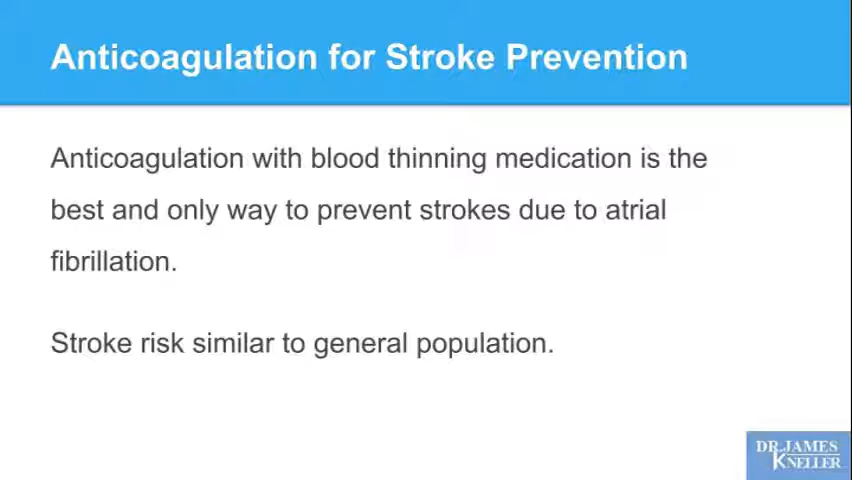 Anticoagulation for Stroke Prevention
Anticoagulation with blood thinning medication is the
best and only way to prevent strokes due to atrial
fibrillation.
Stroke risk similar to general population.
DR.JAMES
KNELLER